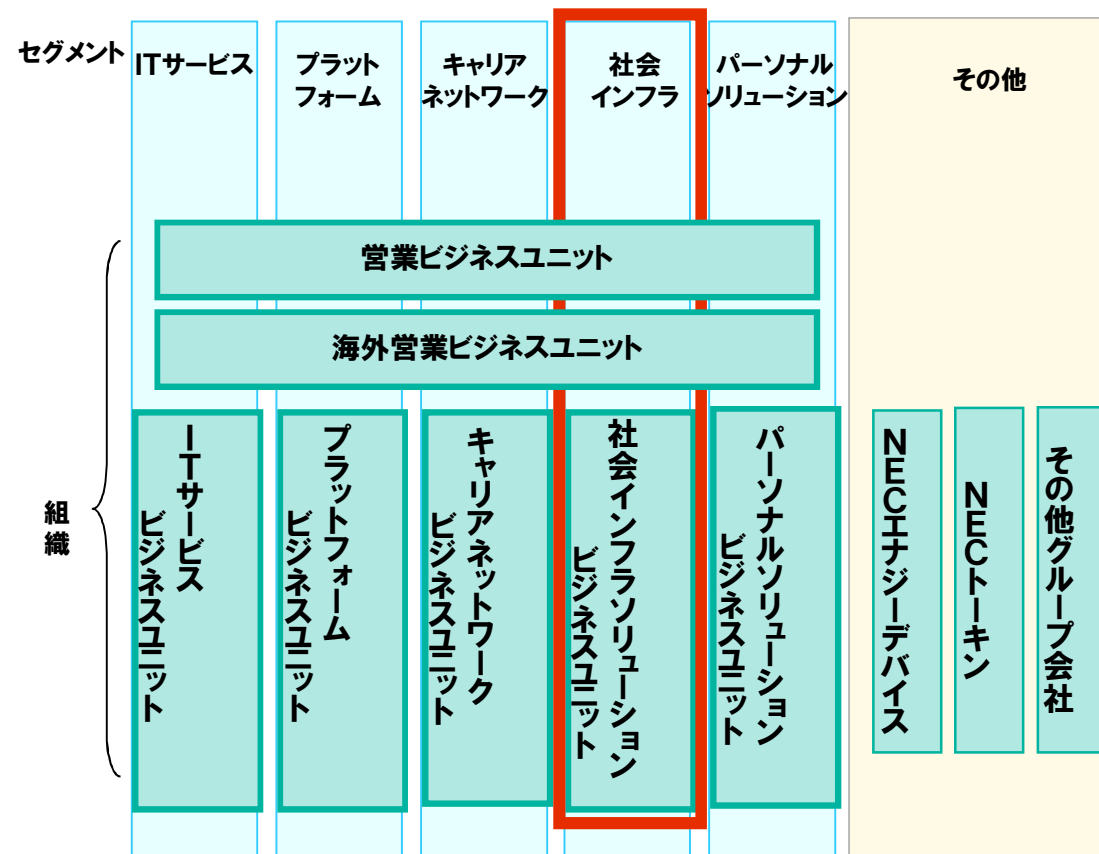 セグメント
ITサービス
プラット
フォーム
キャリア
ネットワーク
社会
インフラ
パーソナル
ソリューション
その他
営業ビジネスユニット
海外営業ビジネスユニット
組織
ITサービス
ビジネスユニット
プラットフォーム
ビジネスユニット
キャリアネットワーク
ビジネスユニット
社会インフラソリューション
ビジネスユニット
パーソナルソリューション
ビジネスユニット
NECエナジーデバイス
NECトーキン
その他グループ会社